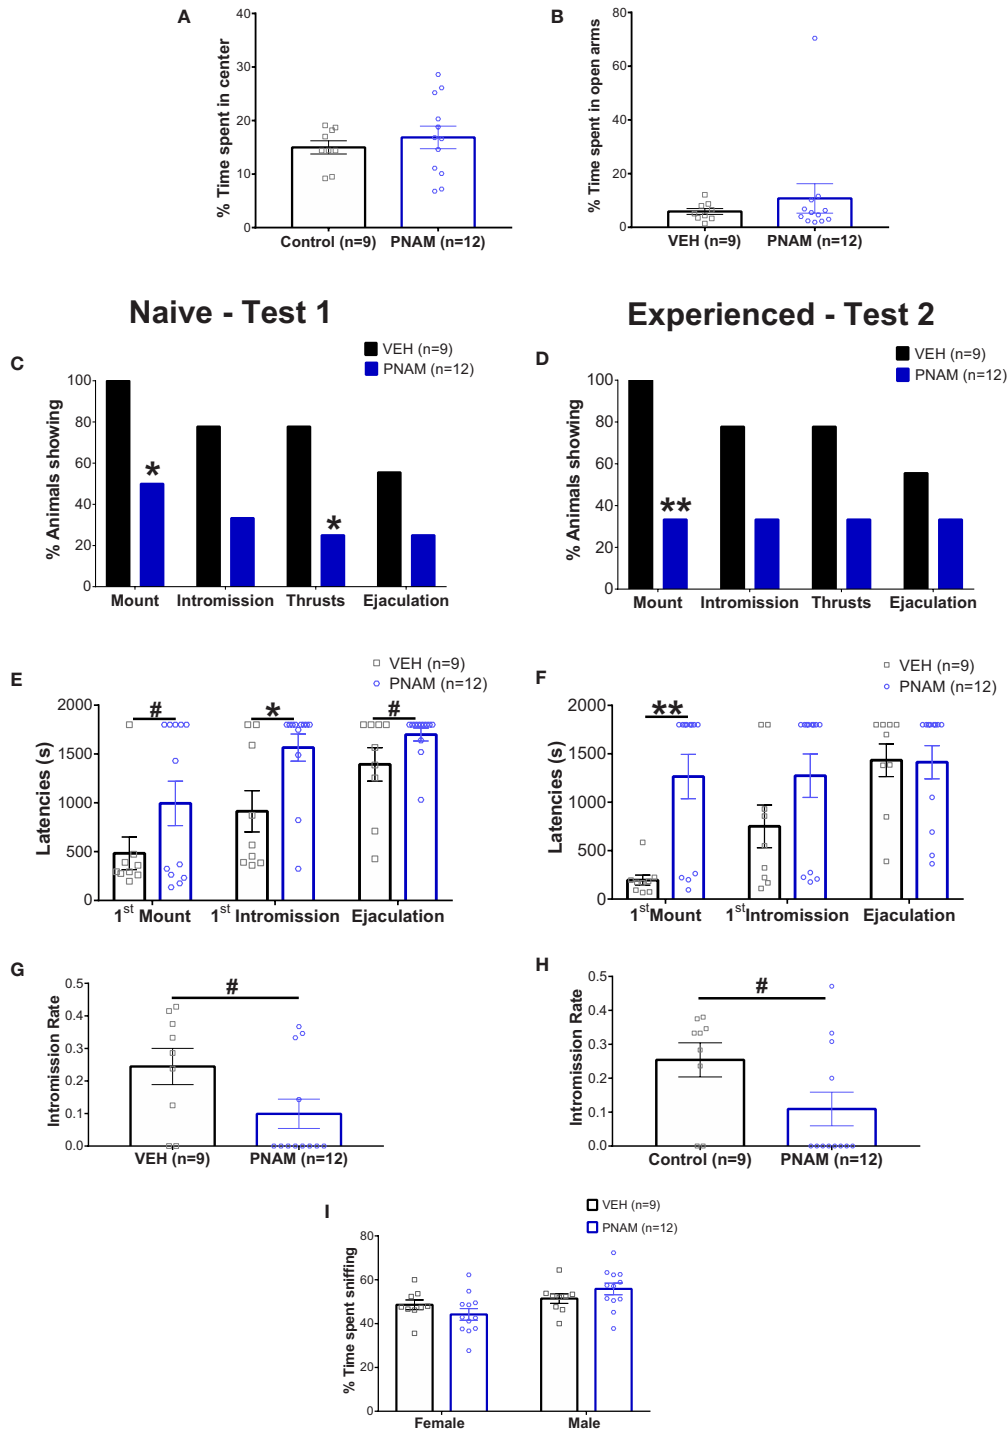 A
% Time spent in center
40
30
20
10
0
Control (n=9) PNAM (n=12)
B
% Time spent in open arms
80
60
40
20
0
VEH (n=9) PNAM (n=12)
Naive - Test 1
Experienced - Test 2
C
VEH (n=9)
PNAM (n=12)
% Animals showing
100
80
60
40
20
0
*
*
Mount Intromission Thrusts Ejaculation
D
VEH (n=9)
PNAM (n=12)
% Animals showing
100
80
60
40
20
0
**
Mount Intromission Thrusts Ejaculation
E
VEH (n=9)
PNAM (n=12)
Latencies (s)
2000
1500
1000
500
0
# * #
1st Mount 1st Intromission Ejaculation
F
VEH (n=9)
PNAM (n=12)
Latencies (s)
2000
1500
1000
500
0
**
1st Mount 1st Intromission Ejaculation
G
Intromission Rate
0.5
0.4
0.3
0.2
0.1
0.0
#
VEH (n=9) PNAM (n=12)
H
Intromission Rate
0.5
0.4
0.3
0.2
0.1
0.0
#
Control (n=9) PNAM (n=12)
I
VEH (n=9)
PNAM (n=12)
% Time spent sniffing
80
60
40
20
0
Female Male